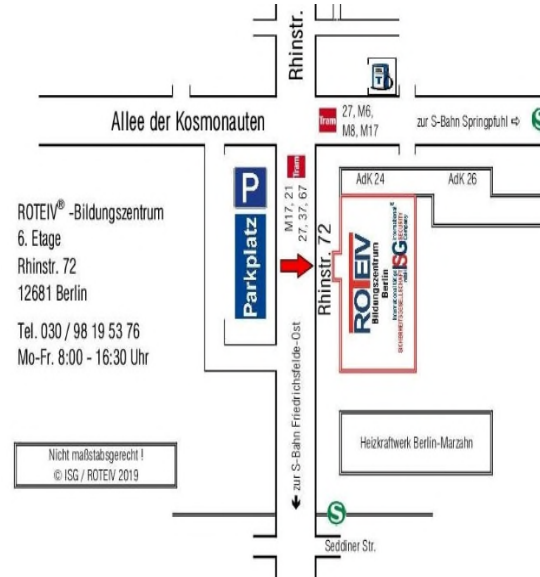 Rhinstr.
Allee der Kosmonauten
Tram
27, M6,
M8, M17
zur S-Bahn Springpfuhl
S
T
P
Parkplatz
Tram
M17, 21
27, 37, 67
Rhinstr. 72
AdK 24
AdK 26
ROTEIV
Bildungszentrum
Berlin
ISG
SICHERHEITSGESELLSCHAFT
ROTEIV® -Bildungszentrum
6. Etage
Rhinstr. 72
12681 Berlin
Tel. 030 / 98 19 53 76
Mo-Fr. 8:00 - 16:30 Uhr
zur S-Bahn Friedrichsfelde-Ost
Heizkraftwerk Berlin-Marzahn
Nicht maßstabsgerecht !
© ISG / ROTEIV 2019
S
Seddiner Str.